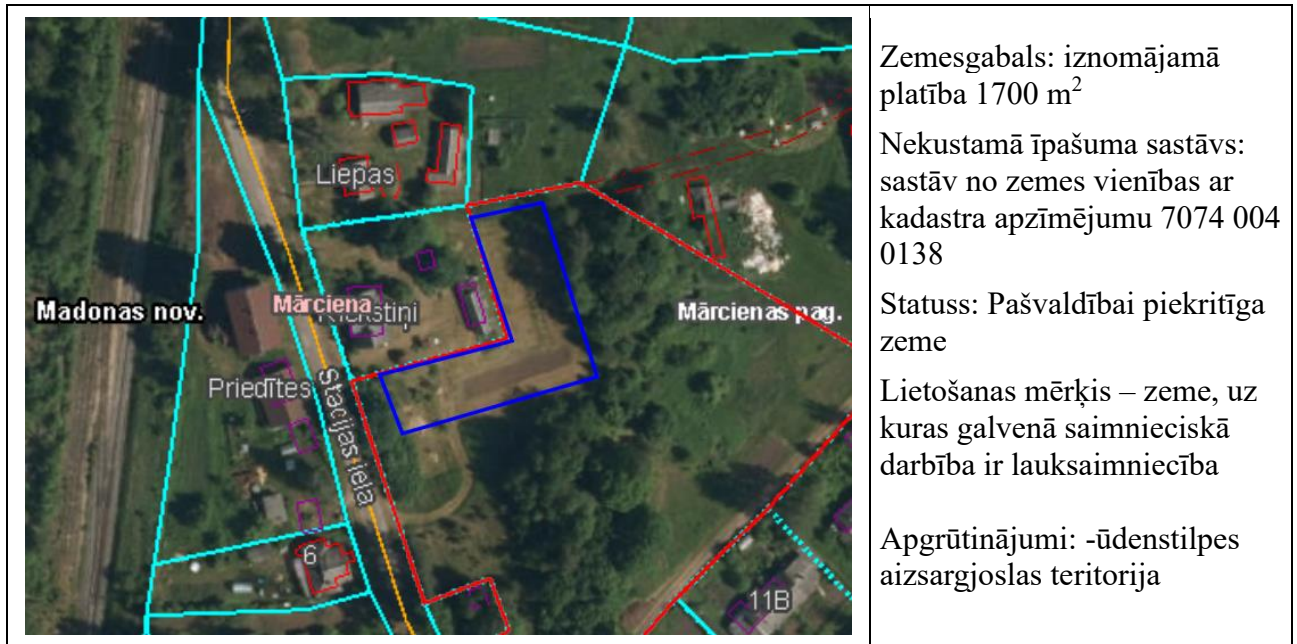 Liepas
Mārciena
Madonas nov.
Mārcienas pag.
Priedītes
Stacijas iela
6
11B
Zemesgabals: iznomājamā
platība 1700 m²
Nekustamā īpašuma sastāvs:
sastāv no zemes vienības ar
kadastra apzīmējumu 7074 004
0138
Statuss: Pašvaldībai piekritīga
zeme
Lietošanas mērķis – zeme, uz
kuras galvenā saimnieciskā
darbība ir lauksaimniecība
Apgrūtinājumi: -ūdenstilpes
aizsargjoslas teritorija